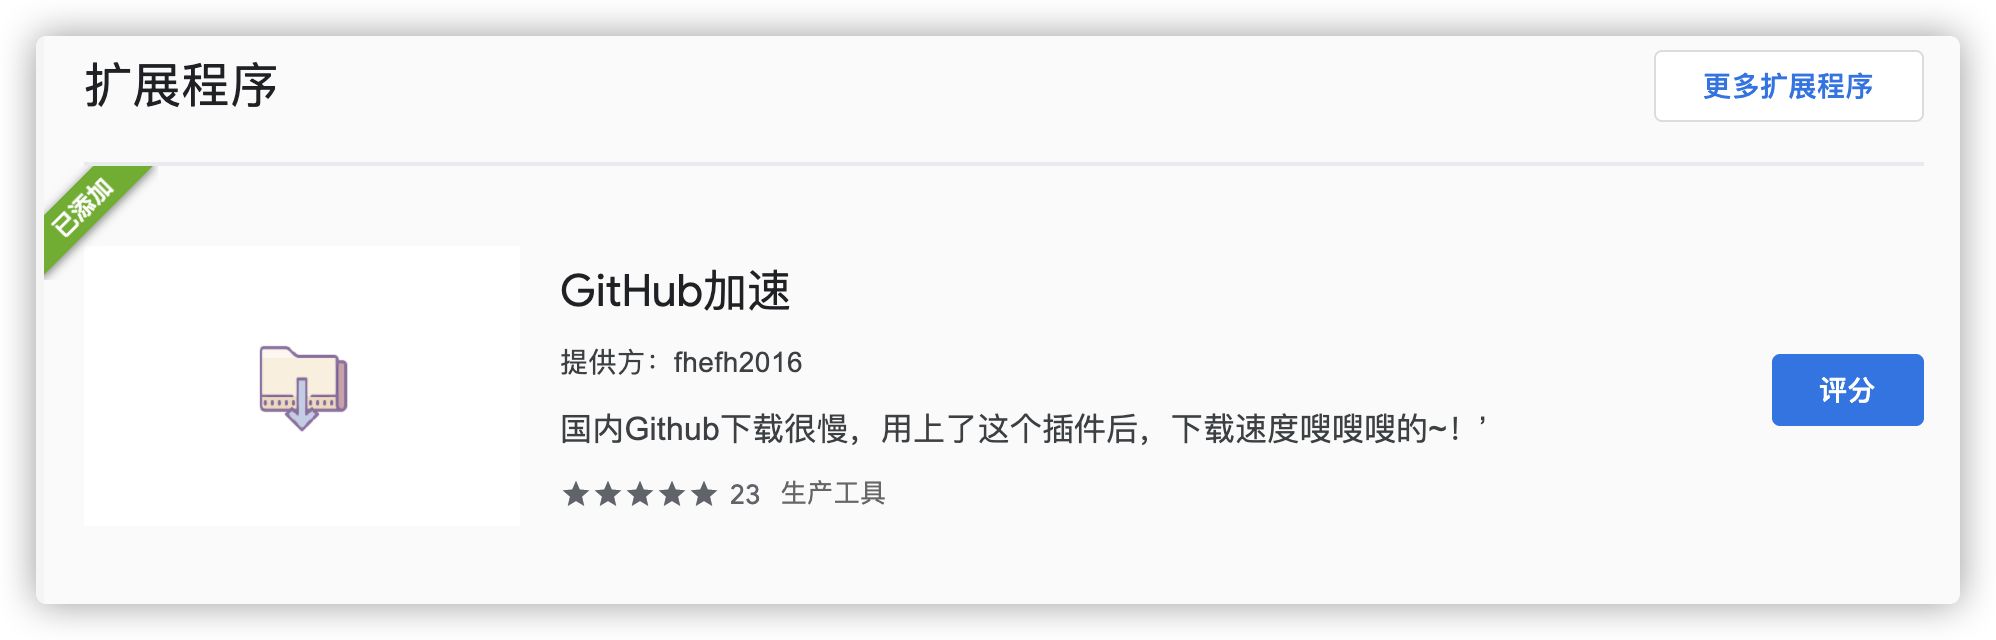 扩展程序
更多扩展程序
已添加
GitHub加速
提供方：fhefh2016
国内Github下载很慢，用上了这个插件后，下载速度嗖嗖嗖的~！’
评分
23 生产工具